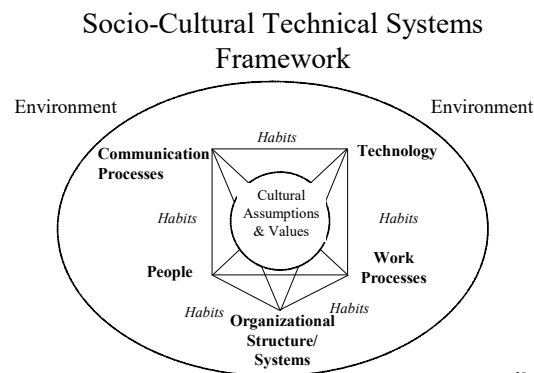 Socio-Cultural Technical Systems
Framework
Environment
Environment
Habits
Communication
Processes
Technology
Cultural
Assumptions
& Values
Habits
Habits
People
Work
Processes
Habits
Habits
Organizational
Structure/
Systems